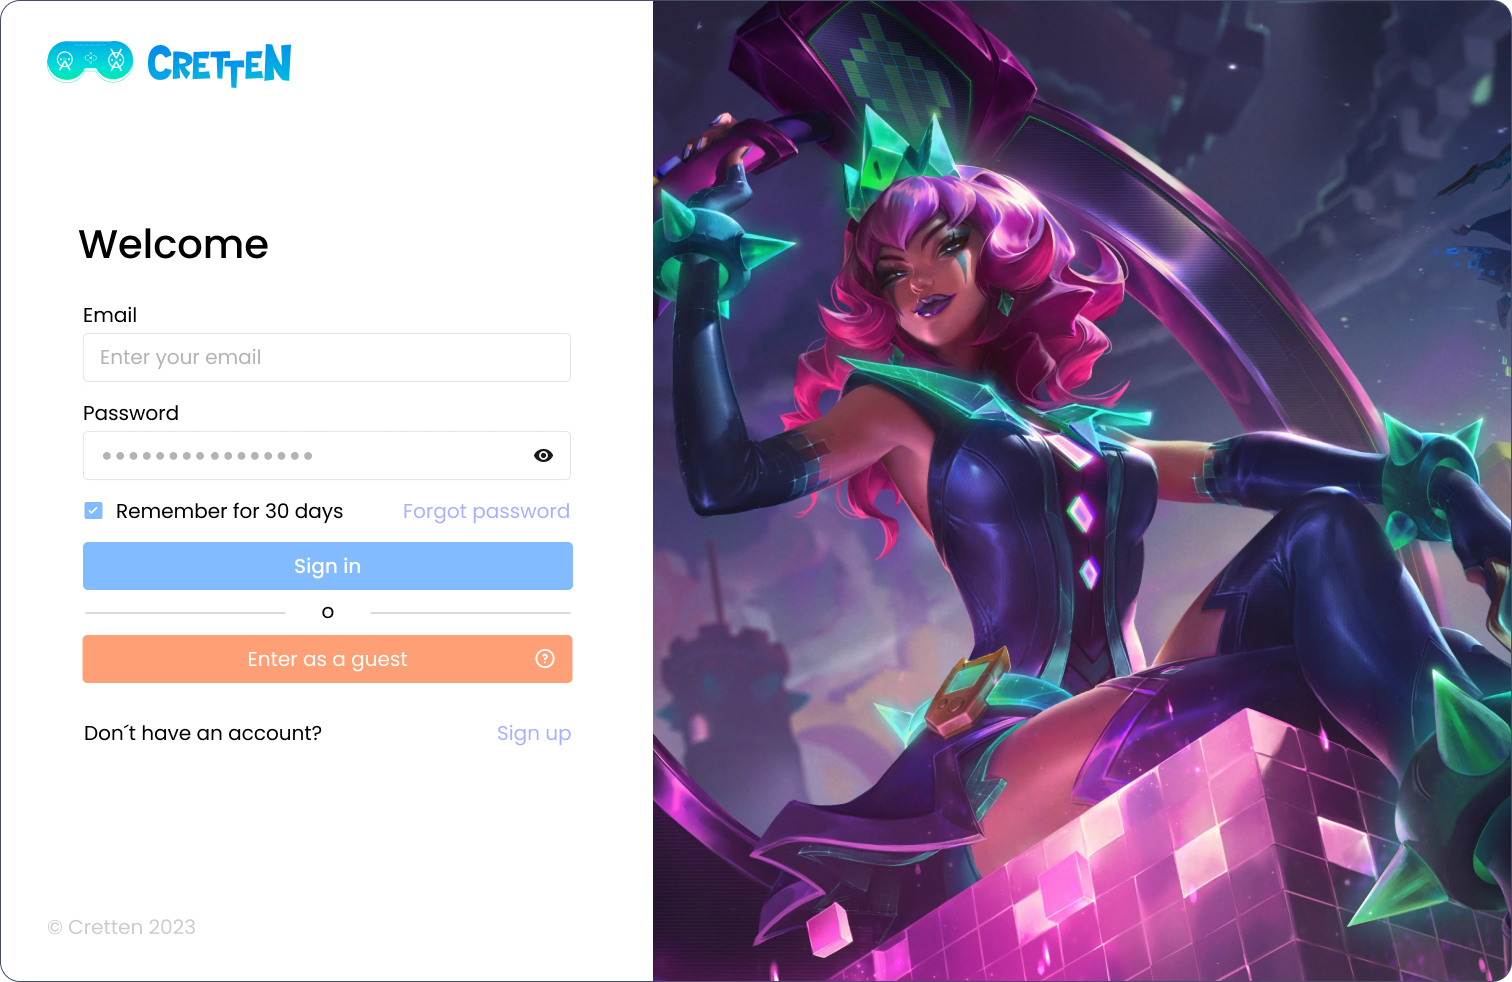 CRETTEN
Welcome
Email
Enter your email
Password
Remember for 30 days Forgot password
Sign in
o
Enter as a guest
Don´t have an account? Sign up
© Cretten 2023